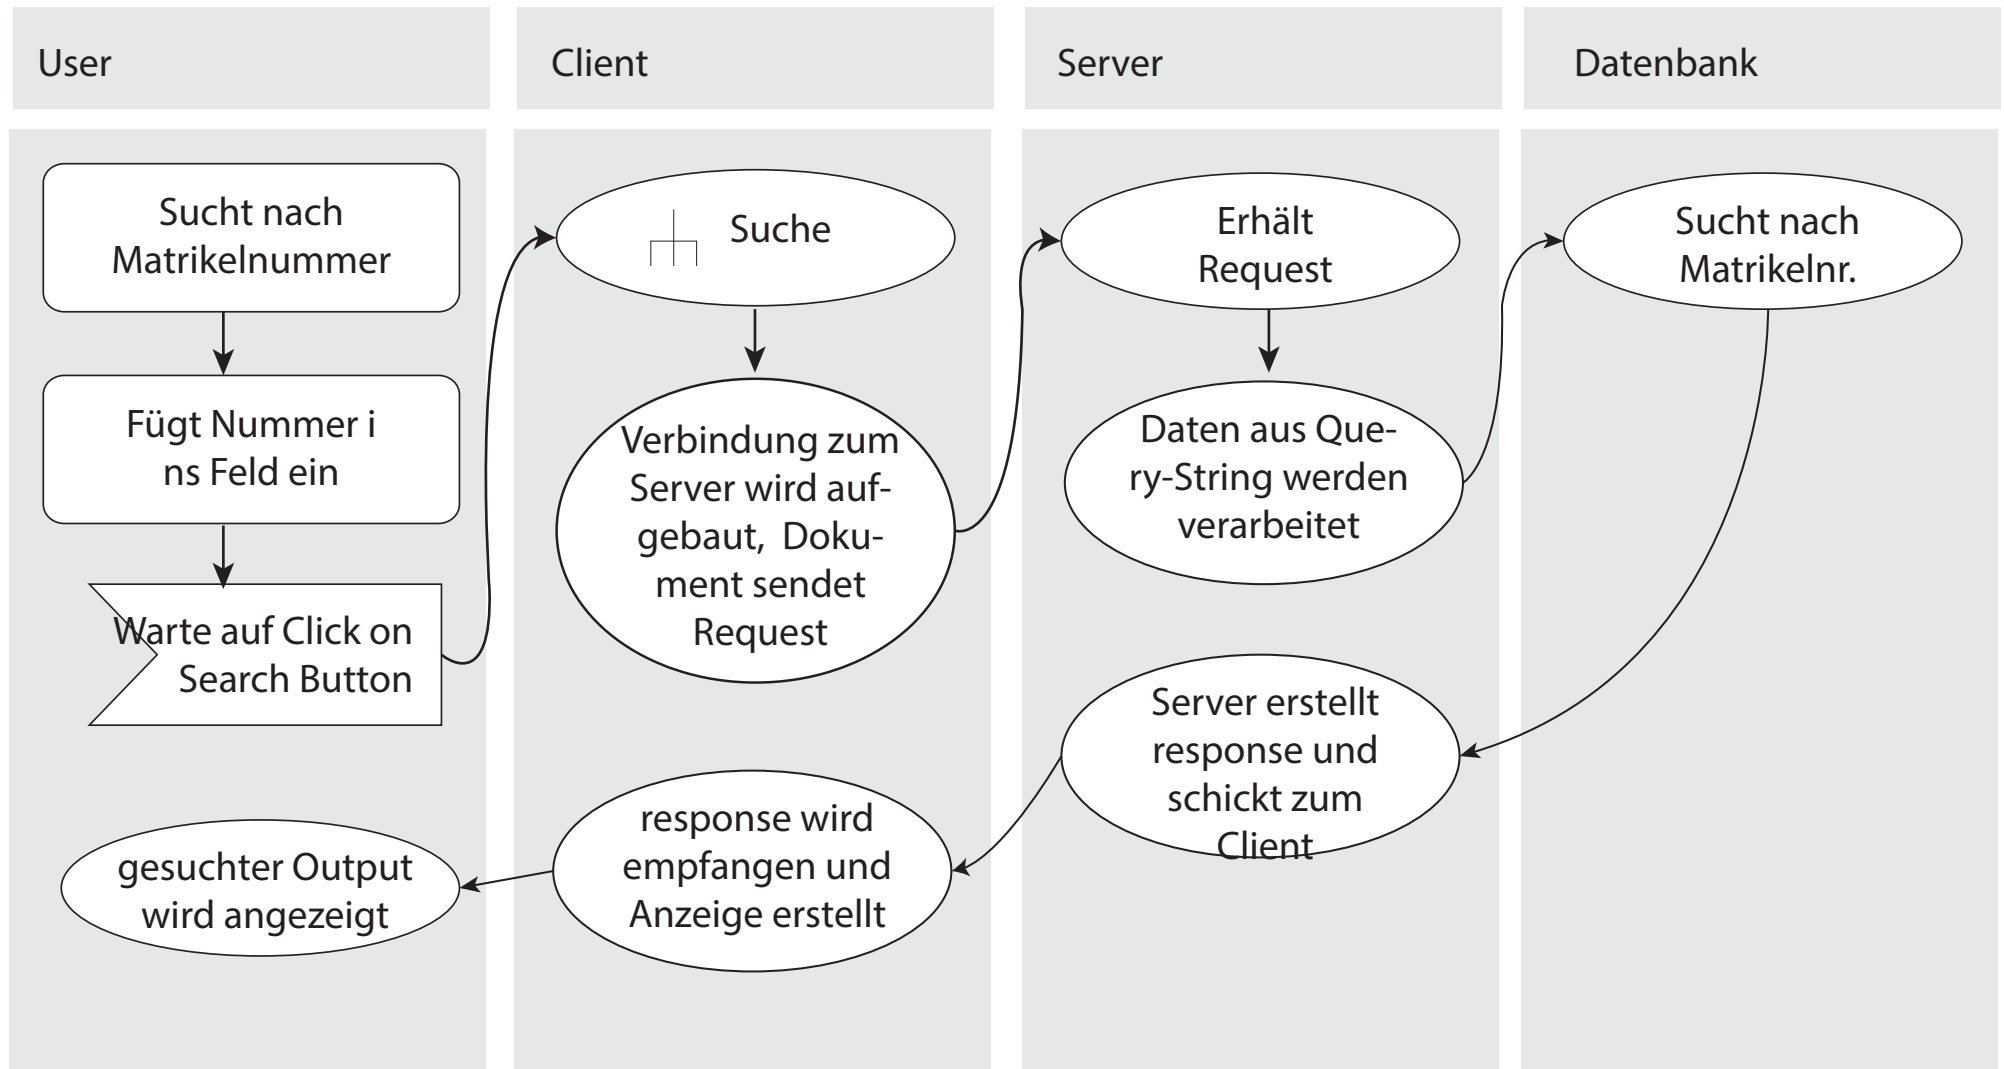 User
Client
Server
Datenbank
Sucht nach
Matrikelnummer
Fügt Nummer i
ns Feld ein
Warte auf Click on
Search Button
gesuchter Output
wird angezeigt
Suche
Verbindung zum
Server wird auf-
gebaut,  Doku-
ment sendet
Request
response wird
empfangen und
Anzeige erstellt
Erhält
Request
Daten aus Que-
ry-String werden
verarbeitet
Server erstellt
response und
schickt zum
Client
Sucht nach
Matrikelnr.